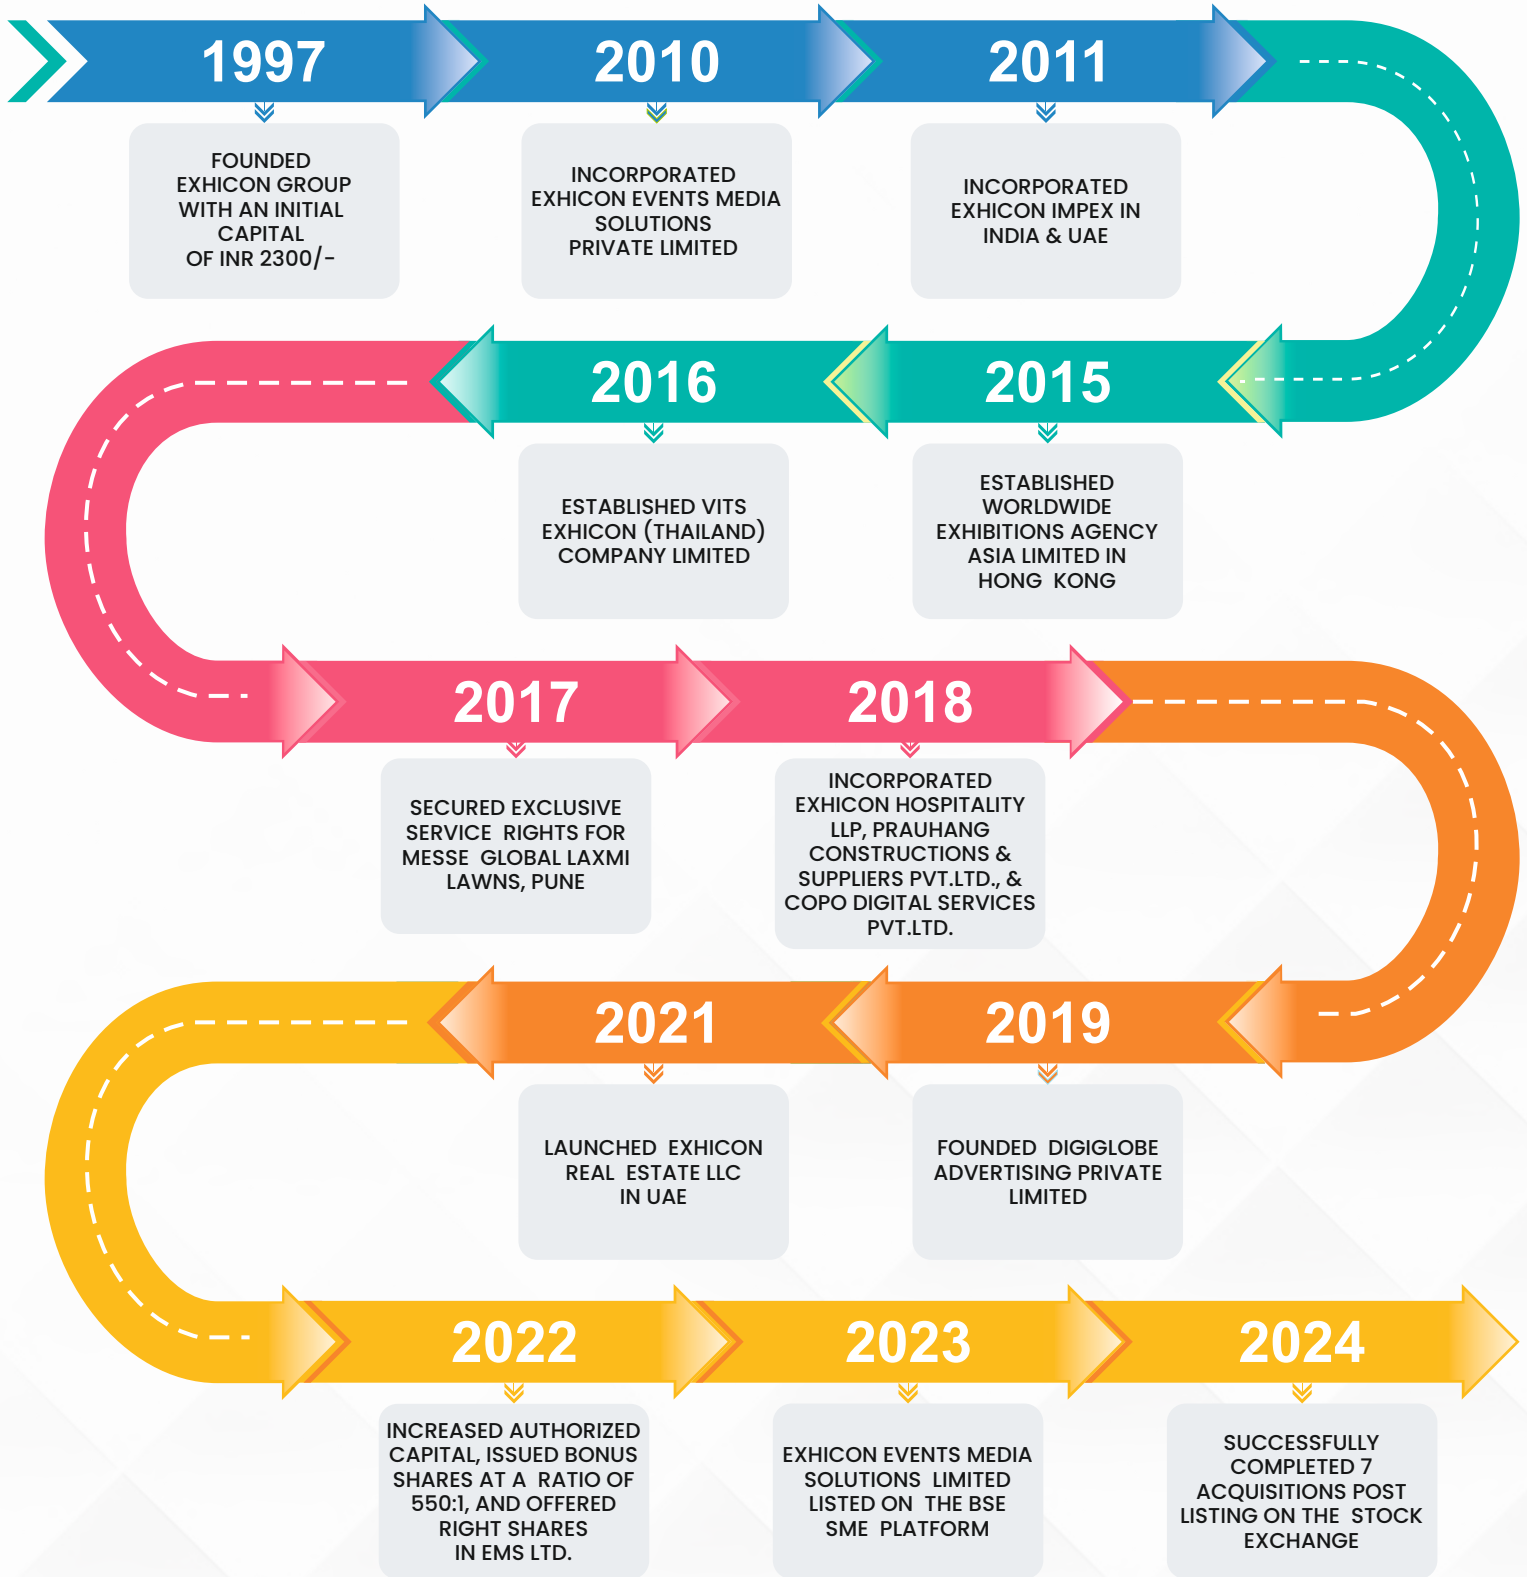 1997
FOUNDED
EXHICON GROUP
WITH AN INITIAL
CAPITAL
OF INR 2300/-
2010
INCORPORATED
EXHICON EVENTS MEDIA
SOLUTIONS
PRIVATE LIMITED
2011
INCORPORATED
EXHICON IMPEX IN
INDIA & UAE
2015
ESTABLISHED
WORLDWIDE
EXHIBITIONS AGENCY
ASIA LIMITED IN
HONG KONG
2016
ESTABLISHED VITS
EXHICON (THAILAND)
COMPANY LIMITED
2017
SECURED EXCLUSIVE
SERVICE RIGHTS FOR
MESSE GLOBAL LAXMI
LAWNS, PUNE
2018
INCORPORATED
EXHICON HOSPITALITY
LLP, PRAUHANG
CONSTRUCTIONS &
SUPPLIERS PVT.LTD., &
COPO DIGITAL SERVICES
PVT.LTD.
2019
FOUNDED DIGIGLOBE
ADVERTISING PRIVATE
LIMITED
2021
LAUNCHED EXHICON
REAL ESTATE LLC
IN UAE
2022
INCREASED AUTHORIZED
CAPITAL, ISSUED BONUS
SHARES AT A RATIO OF
550:1, AND OFFERED
RIGHT SHARES
IN EMS LTD.
2023
EXHICON EVENTS MEDIA
SOLUTIONS LIMITED
LISTED ON THE BSE
SME PLATFORM
2024
SUCCESSFULLY
COMPLETED 7
ACQUISITIONS POST
LISTING ON THE STOCK
EXCHANGE